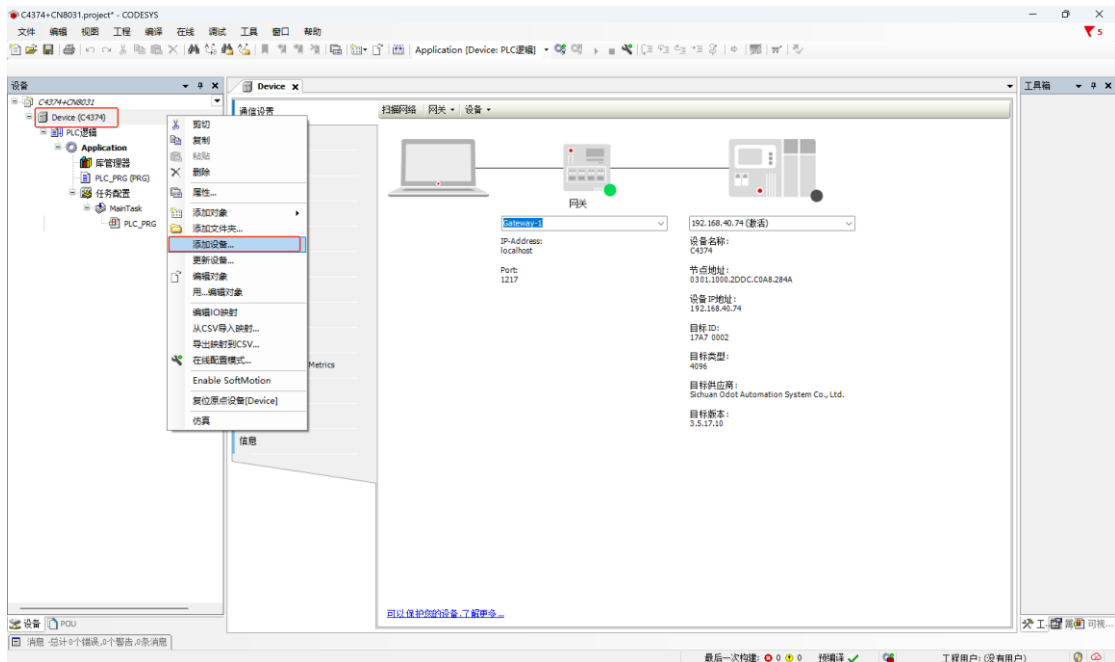 C4374+CN8031.project* - CODESYS
文件 编辑 视图 工程 编译 在线 调试 工具 窗口 帮助
5
Application [Device: PLC逻辑]
设备
C4374+CN8031
Device (C4374)
PLC逻辑
Application
库管理器
PLC_PRG (PRG)
任务配置
MainTask
PLC_PRG
剪切
复制
粘贴
删除
属性...
添加对象
添加文件夹...
添加设备...
更新设备...
编辑对象
用...编辑对象
编辑IO映射
从CSV导入映射...
导出映射到CSV...
在线配置模式...
Enable SoftMotion
复位原点设备[Device]
仿真
Device
通信设置
Metrics
信息
扫描网络 网关 设备
网关
Gateway-1
IP-Address:
localhost
Port:
1217
192.168.40.74 (激活)
设备名称:
C4374
节点地址:
0301.1000.2DDC.C0A8.284A
设备IP地址:
192.168.40.74
目标ID:
17A7 0002
目标类型:
4096
目标供应商:
Sichuan Odot Automation System Co., Ltd.
目标版本:
3.5.17.10
可以保护您的设备.了解更多...
工具箱
设备 POU
工. 属 可视...
消息 -总计0个错误,0个警告,0条消息
最后一次构建: 0 0 预编译 工程用户: (没有用户)